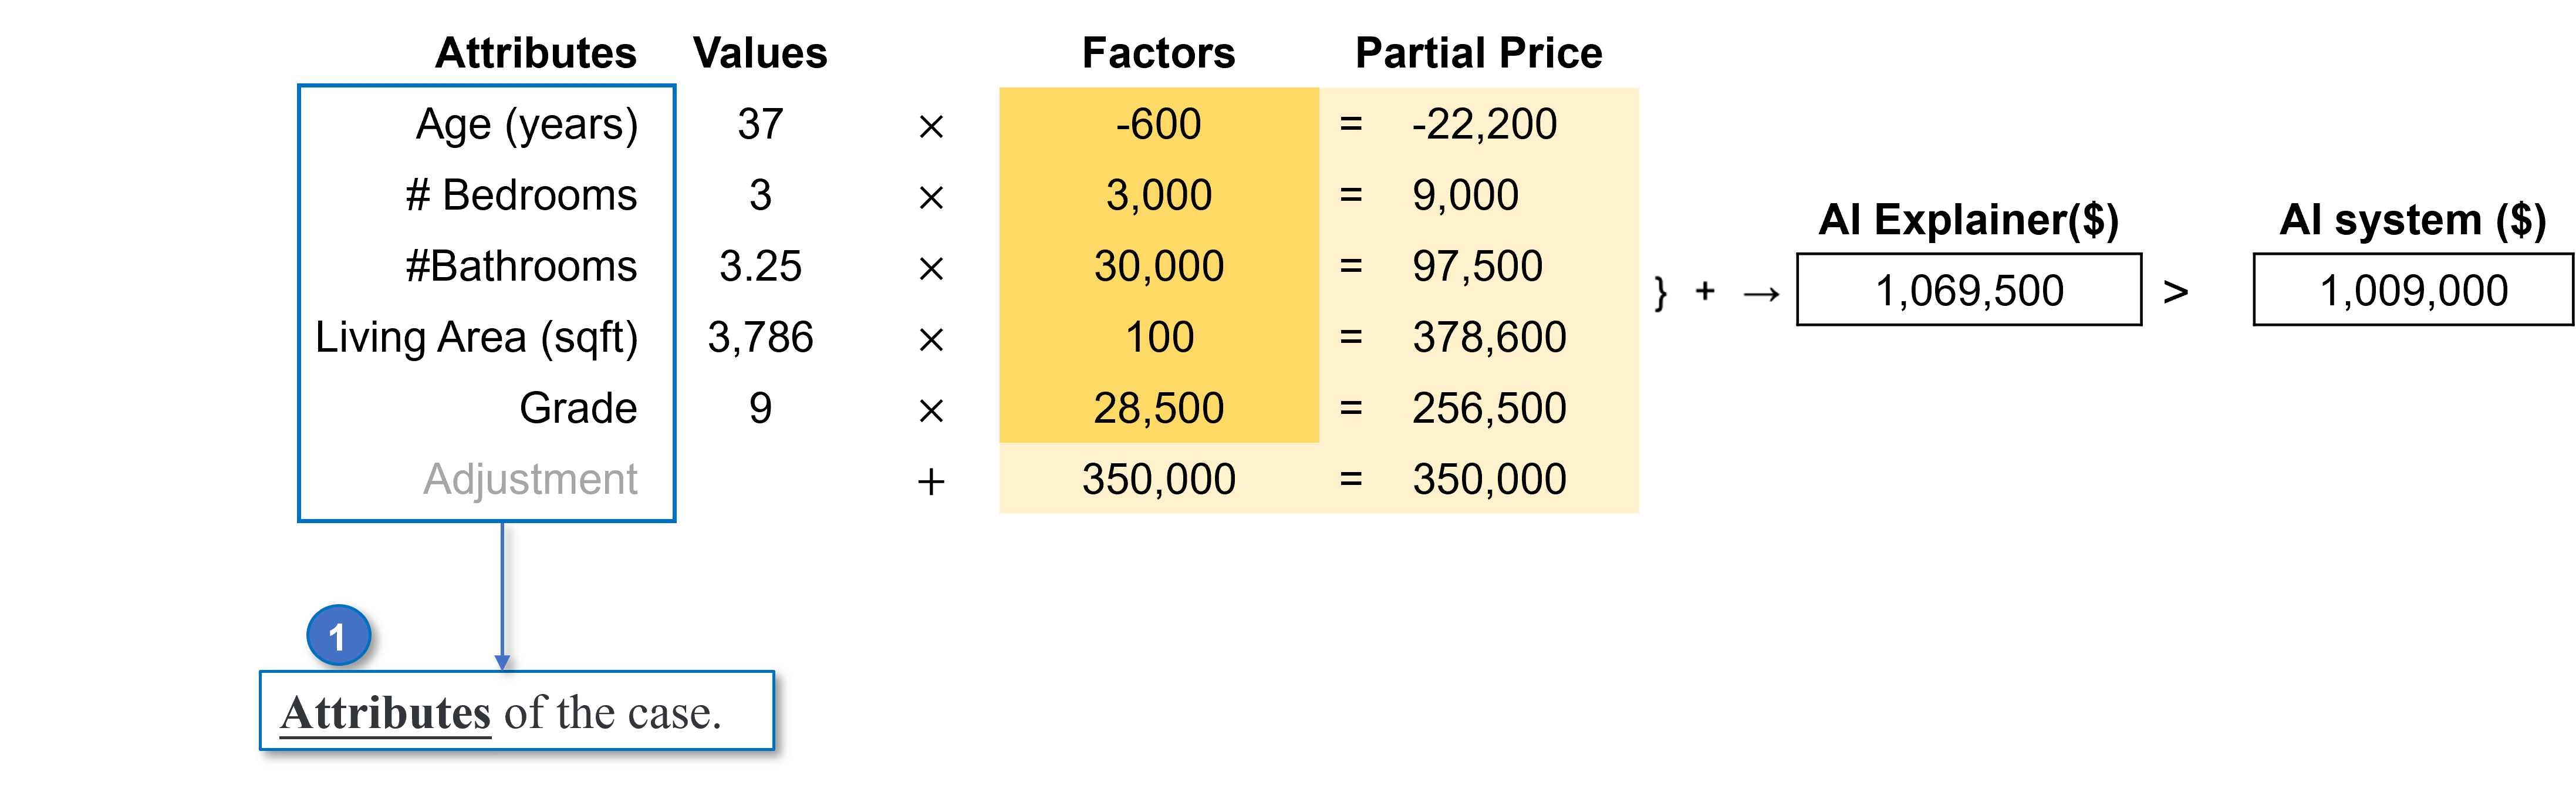 Attributes Values Factors Partial Price
Age (years) 37 × -600 = -22,200
# Bedrooms 3 × 3,000 = 9,000
#Bathrooms 3.25 × 30,000 = 97,500
Living Area (sqft) 3,786 × 100 = 378,600
Grade 9 × 28,500 = 256,500
Adjustment + 350,000 = 350,000
AI Explainer($) AI system ($)
} + → 1,069,500 > 1,009,000
1
Attributes of the case.